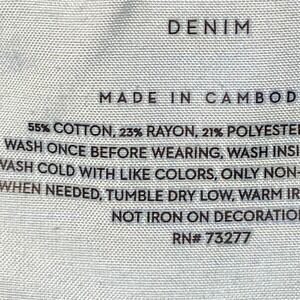 DENIM
MADE IN CAMBOD
55% COTTON, 23% RAYON, 21% POLYESTE
WASH ONCE BEFORE WEARING, WASH INSI
WASH COLD WITH LIKE COLORS, ONLY NON-
WHEN NEEDED, TUMBLE DRY LOW, WARM IR
NOT IRON ON DECORATION
RN# 73277